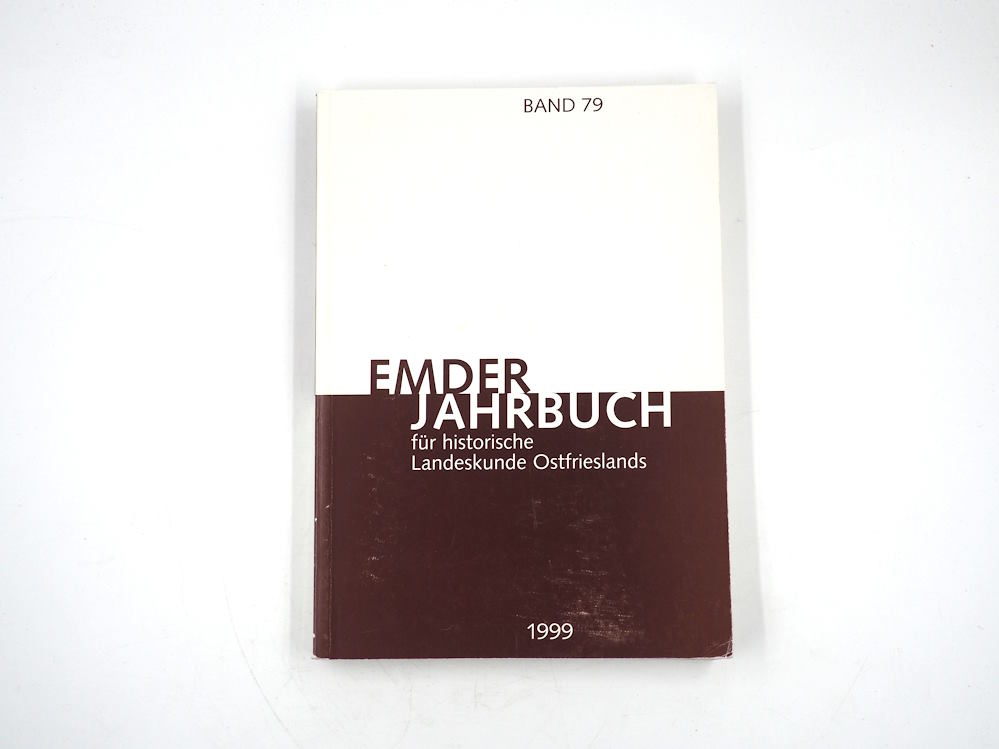 BAND 79
EMDER
JAHRBUCH
für historische
Landeskunde Ostfrieslands
1999